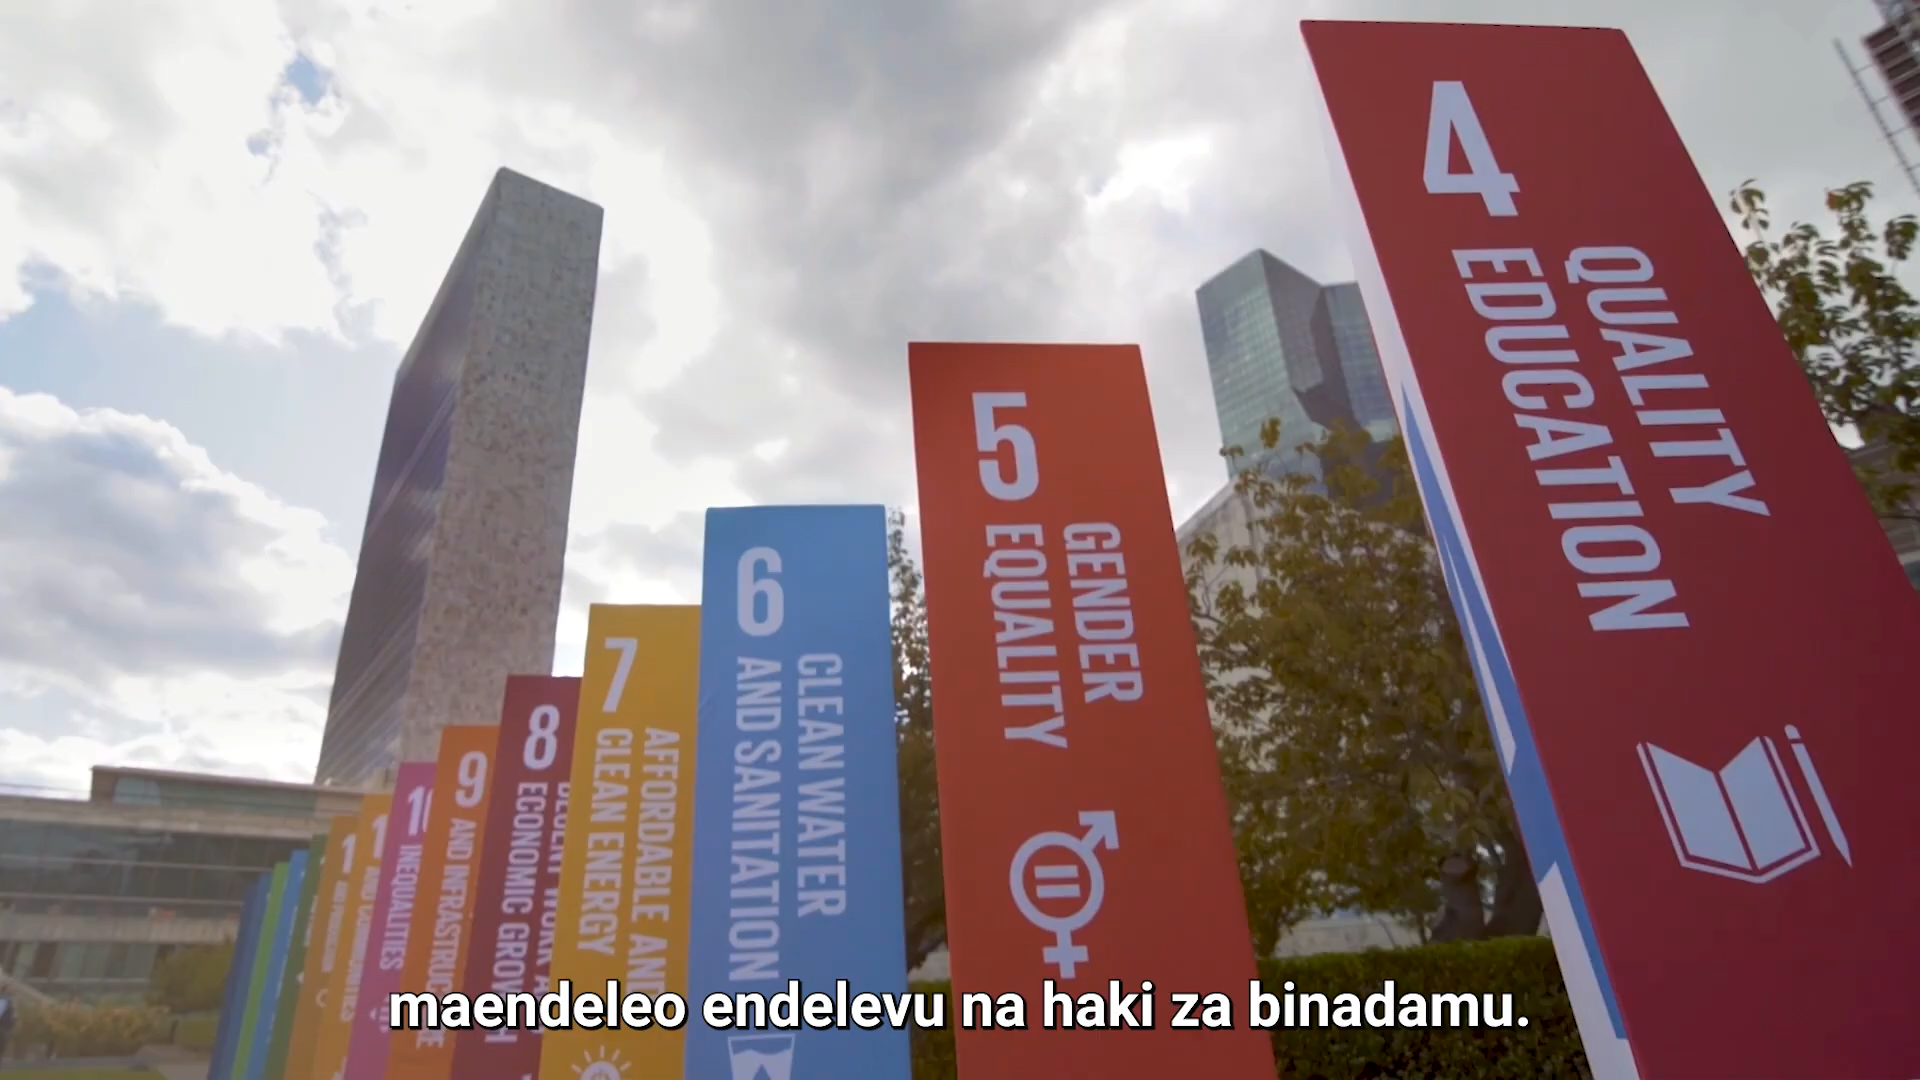 4
QUALITY
EDUCATION
5
GENDER
EQUALITY
6
CLEAN WATER
AND SANITATION
7
AFFORDABLE AND
CLEAN ENERGY
8
ECONOMIC
9
AND
INEQUALITIES
maendeleo endelevu na haki za binadamu.